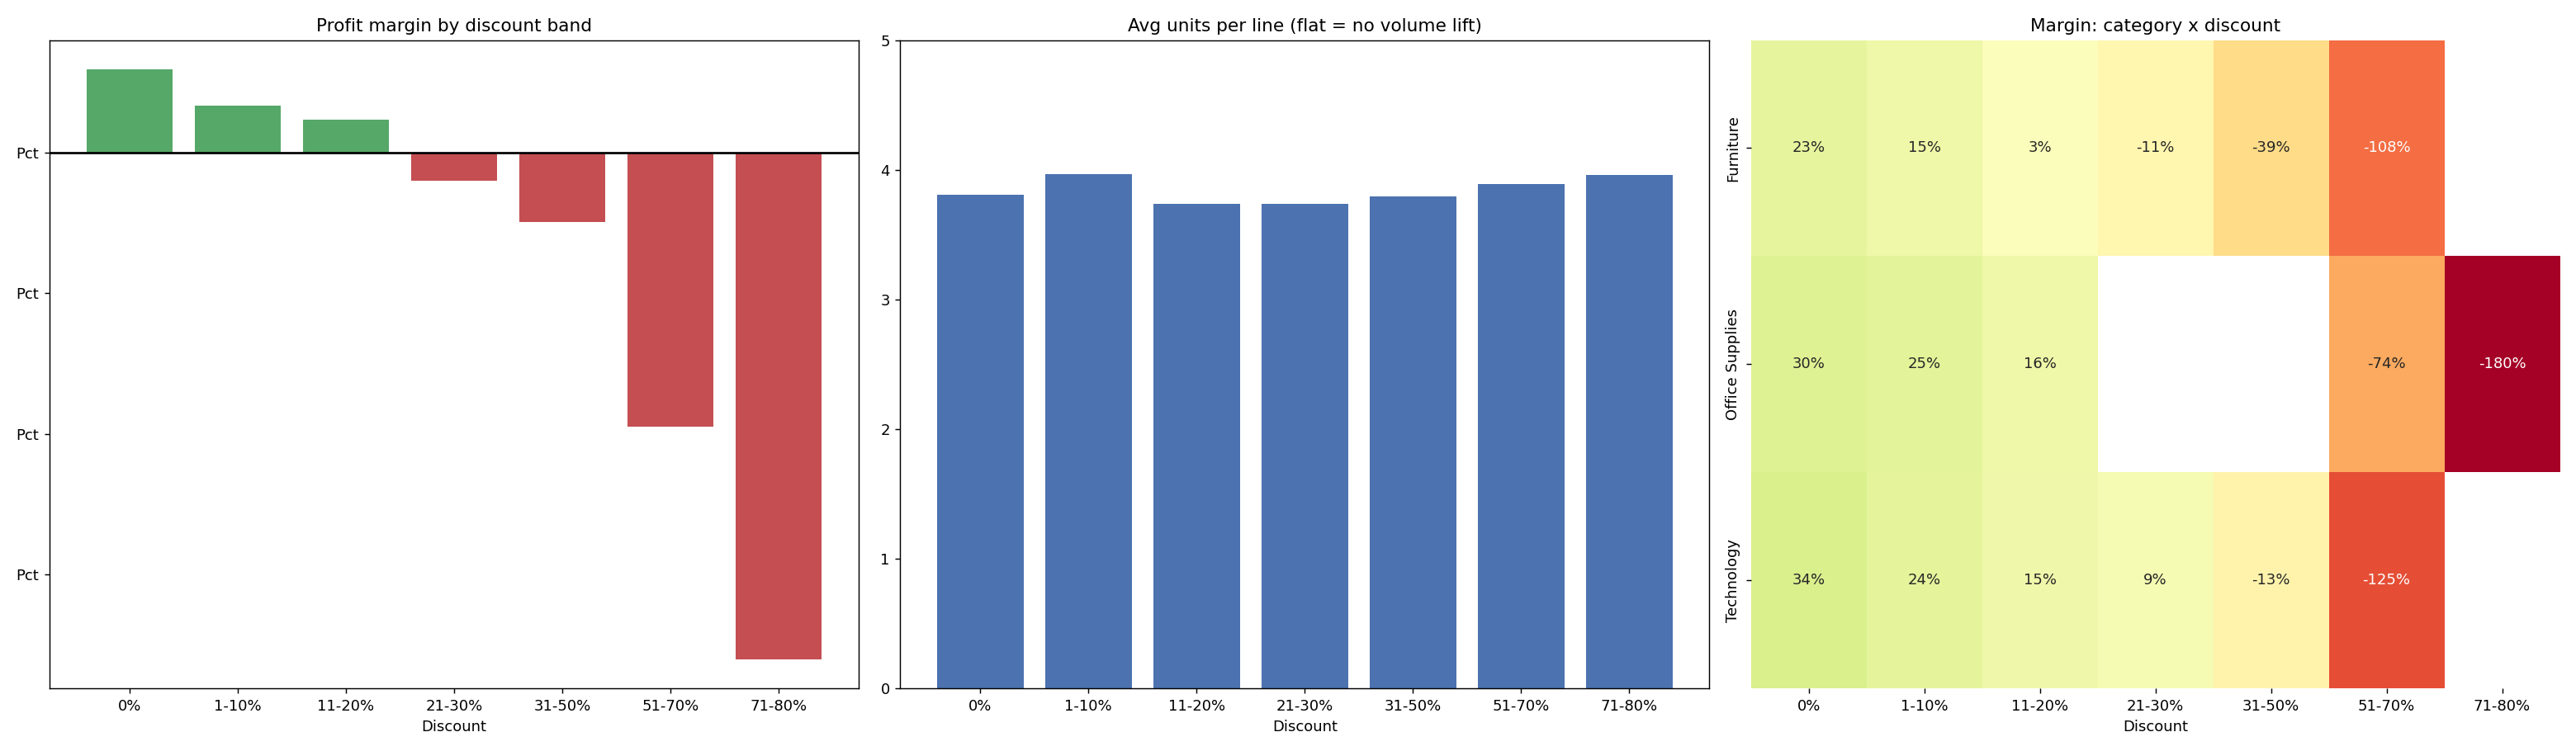 Profit margin by discount band
Pct
Pct
Pct
Pct
0% 1-10% 11-20% 21-30% 31-50% 51-70% 71-80%
Discount
Avg units per line (flat = no volume lift)
5
4
3
2
1
0
0% 1-10% 11-20% 21-30% 31-50% 51-70% 71-80%
Discount
Margin: category x discount
Furniture
23% 15% 3% -11% -39% -108%
Office Supplies
30% 25% 16% -74% -180%
Technology
34% 24% 15% 9% -13% -125%
0% 1-10% 11-20% 21-30% 31-50% 51-70% 71-80%
Discount